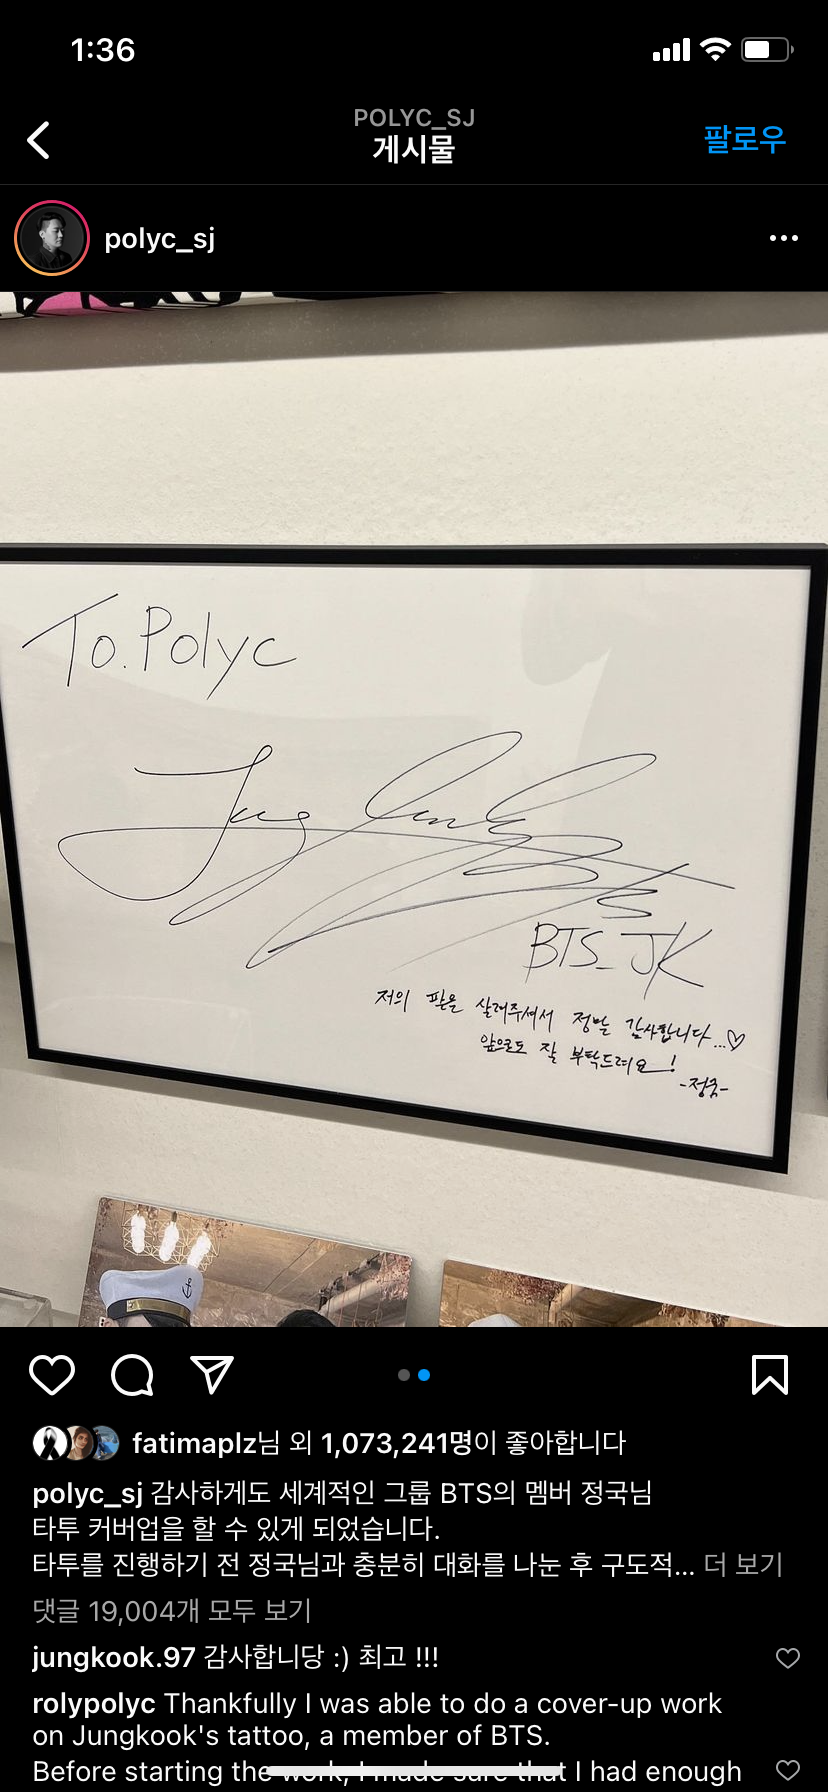 1:36
POLYC_SJ
게시물
팔로우
polyc_sj
To. Polyc
Jung Kook
BTS_JK
저의 팔을 살려주셔서 정말 감사합니다...♡
앞으로도 잘 부탁드려요!
-정국-
fatimaplz님 외 1,073,241명이 좋아합니다
polyc_sj 감사하게도 세계적인 그룹 BTS의 멤버 정국님
타투 커버업을 할 수 있게 되었습니다.
타투를 진행하기 전 정국님과 충분히 대화를 나눈 후 구도적... 더 보기
댓글 19,004개 모두 보기
jungkook.97 감사합니당 :) 최고 !!!
rolypolyc Thankfully I was able to do a cover-up work
on Jungkook's tattoo, a member of BTS.
Before starting the work, I made sure that I had enough